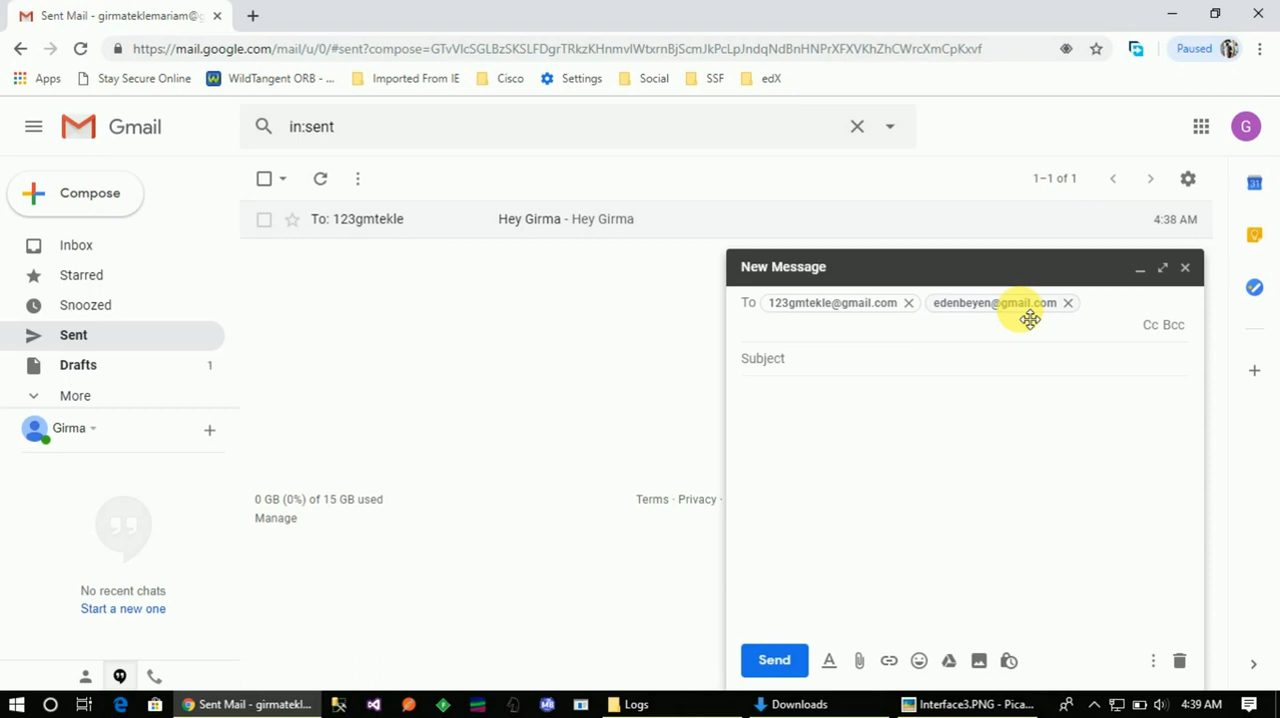 Sent Mail - girmateklemariam@g
https://mail.google.com/mail/u/0/#sent?compose=GTvVlcSGLBzSKSLFDgrTRkzKHnmvlWtxrnBjScmJkPcLpJndqNdBnHNPrXFXVKhZhCWrcXmCpKxvf
Paused
Apps
Stay Secure Online
WildTangent ORB - ...
Imported From IE
Cisco
Settings
Social
SSF
edX
Gmail
in:sent
G
Compose
1–1 of 1
31
To: 123gmtekle
Hey Girma - Hey Girma
4:38 AM
Inbox
Starred
Snoozed
Sent
Drafts
1
More
Girma
New Message
To 123gmtekle@gmail.com edenbeyen@gmail.com
Cc Bcc
Subject
0 GB (0%) of 15 GB used
Manage
Terms · Privacy ·
No recent chats
Start a new one
Send
Sent Mail - girmatekl...
Logs
Downloads
Interface3.PNG - Pica...
4:39 AM